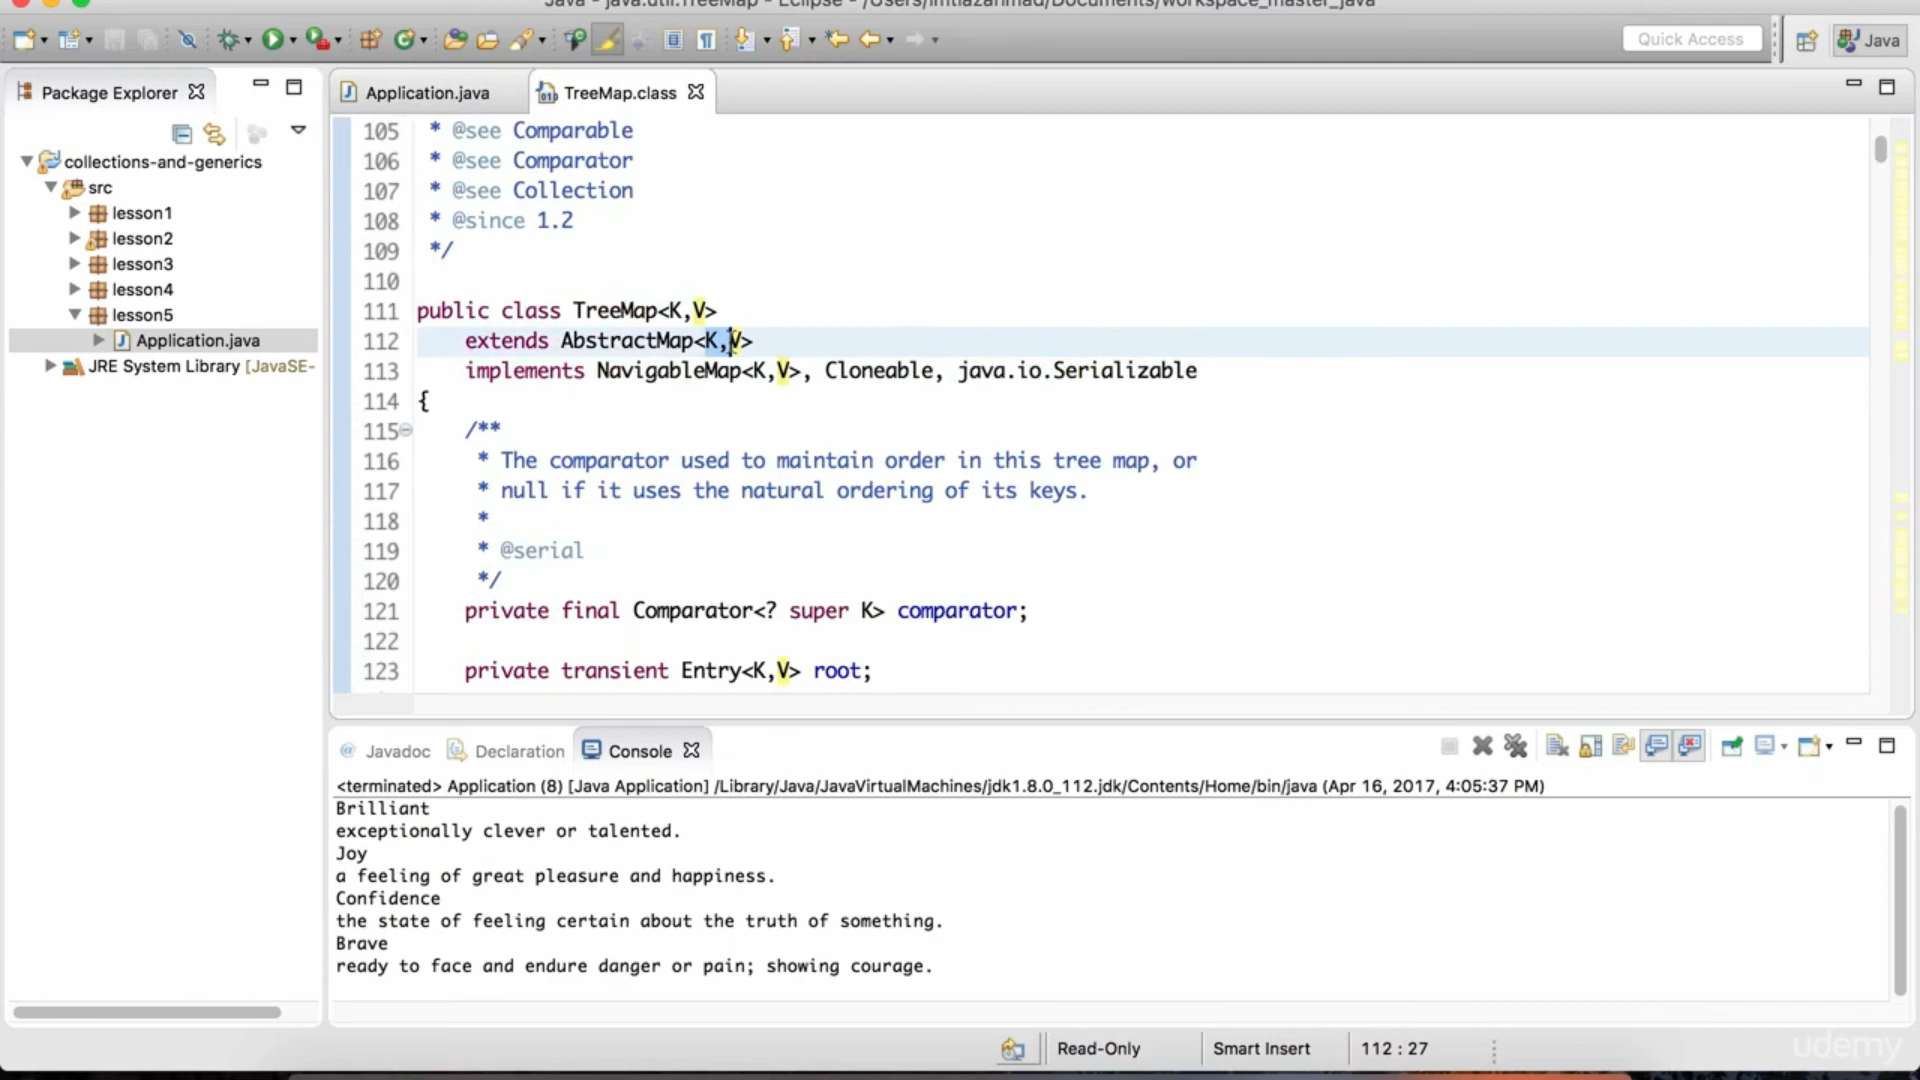 Java - java.util.TreeMap - Eclipse - /Users/imtiazahmad/Documents/workspace_master_java
Quick Access
Java
Package Explorer
Application.java
TreeMap.class
collections-and-generics
src
lesson1
lesson2
lesson3
lesson4
lesson5
Application.java
JRE System Library [JavaSE-
105 * @see Comparable
106 * @see Comparator
107 * @see Collection
108 * @since 1.2
109 */
110
111 public class TreeMap<K,V>
112 extends AbstractMap<K,V>
113 implements NavigableMap<K,V>, Cloneable, java.io.Serializable
114 {
115 /**
116 * The comparator used to maintain order in this tree map, or
117 * null if it uses the natural ordering of its keys.
118 *
119 * @serial
120 */
121 private final Comparator<? super K> comparator;
122
123 private transient Entry<K,V> root;
@ Javadoc
Declaration
Console
<terminated> Application (8) [Java Application] /Library/Java/JavaVirtualMachines/jdk1.8.0_112.jdk/Contents/Home/bin/java (Apr 16, 2017, 4:05:37 PM)
Brilliant
exceptionally clever or talented.
Joy
a feeling of great pleasure and happiness.
Confidence
the state of feeling certain about the truth of something.
Brave
ready to face and endure danger or pain; showing courage.
Read-Only
Smart Insert
112 : 27
udemy